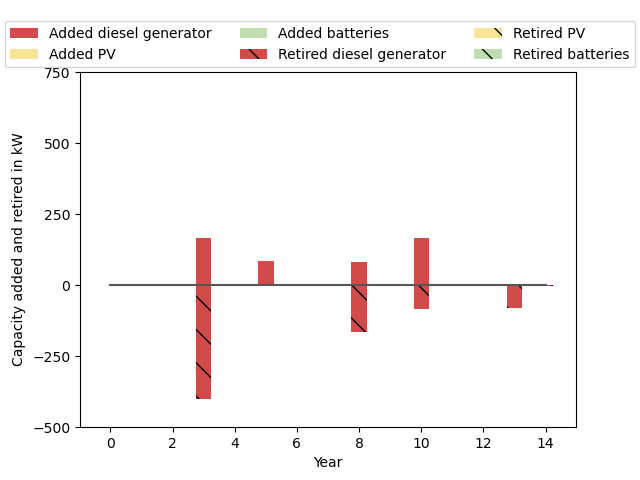 Added diesel generator Added batteries Retired PV
Added PV Retired diesel generator Retired batteries
750
500
250
0
−250
−500
Capacity added and retired in kW
0 2 4 6 8 10 12 14
Year